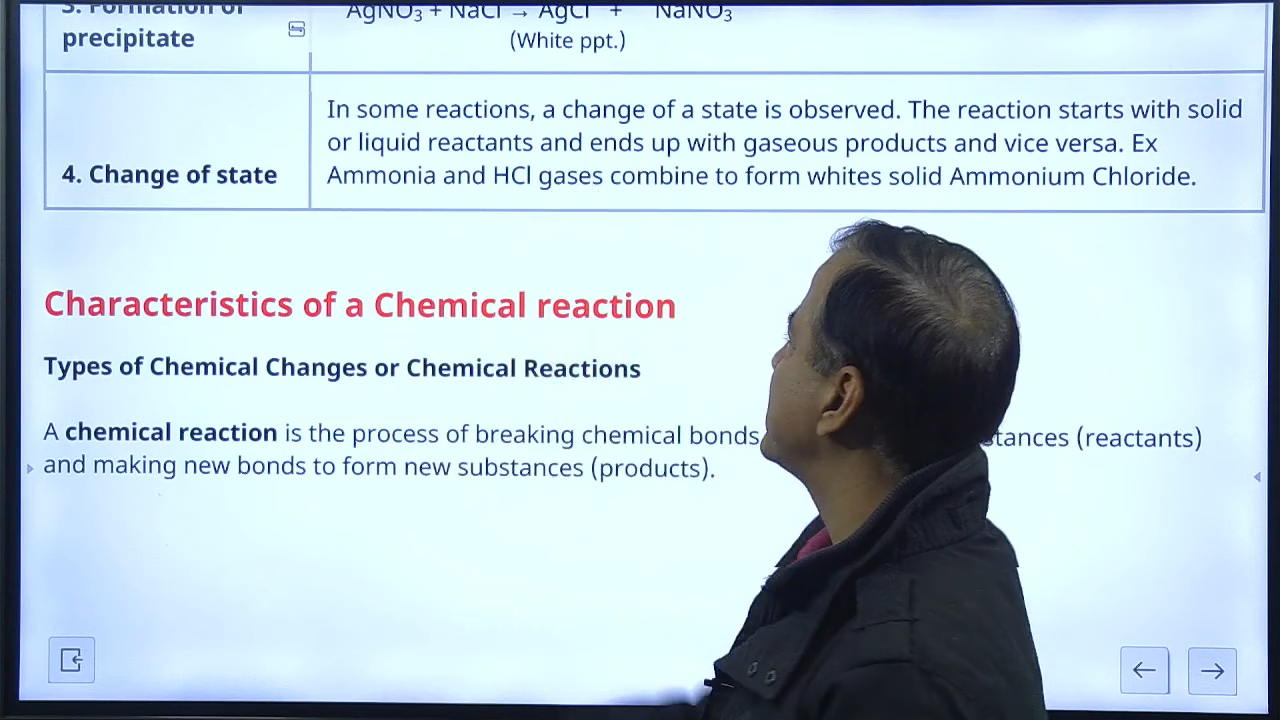 3. Formation of
precipitate
AgNO₃ + NaCl → AgCl + NaNO₃
(White ppt.)
4. Change of state
In some reactions, a change of a state is observed. The reaction starts with solid
or liquid reactants and ends up with gaseous products and vice versa. Ex
Ammonia and HCl gases combine to form whites solid Ammonium Chloride.
Characteristics of a Chemical reaction
Types of Chemical Changes or Chemical Reactions
A chemical reaction is the process of breaking chemical bonds (reactants)
and making new bonds to form new substances (products).